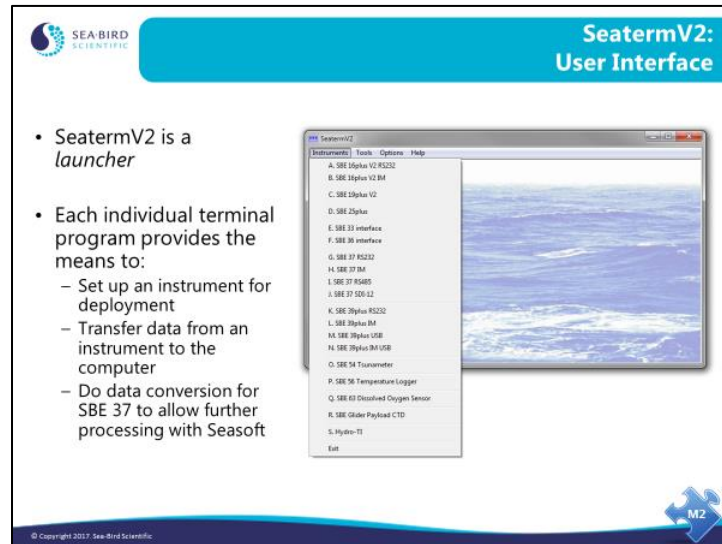 SEA·BIRD
SCIENTIFIC
SeatermV2:
User Interface
• SeatermV2 is a
launcher
• Each individual terminal
program provides the
means to:
– Set up an instrument for
deployment
– Transfer data from an
instrument to the
computer
– Do data conversion for
SBE 37 to allow further
processing with Seasoft
SeatermV2
Instruments Tools Options Help
A. SBE 16plus V2 RS232
B. SBE 16plus V2 IM
C. SBE 19plus V2
D. SBE 25plus
E. SBE 33 interface
F. SBE 36 interface
G. SBE 37 RS232
H. SBE 37 IM
I. SBE 37 RS485
J. SBE 37 SDI-12
K. SBE 39plus RS232
L. SBE 39plus IM
M. SBE 39plus USB
N. SBE 39plus IM USB
O. SBE 54 Tsunameter
P. SBE 56 Temperature Logger
Q. SBE 63 Dissolved Oxygen Sensor
R. SBE Glider Payload CTD
S. Hydro-TI
Exit
M2
© Copyright 2017. Sea-Bird Scientific